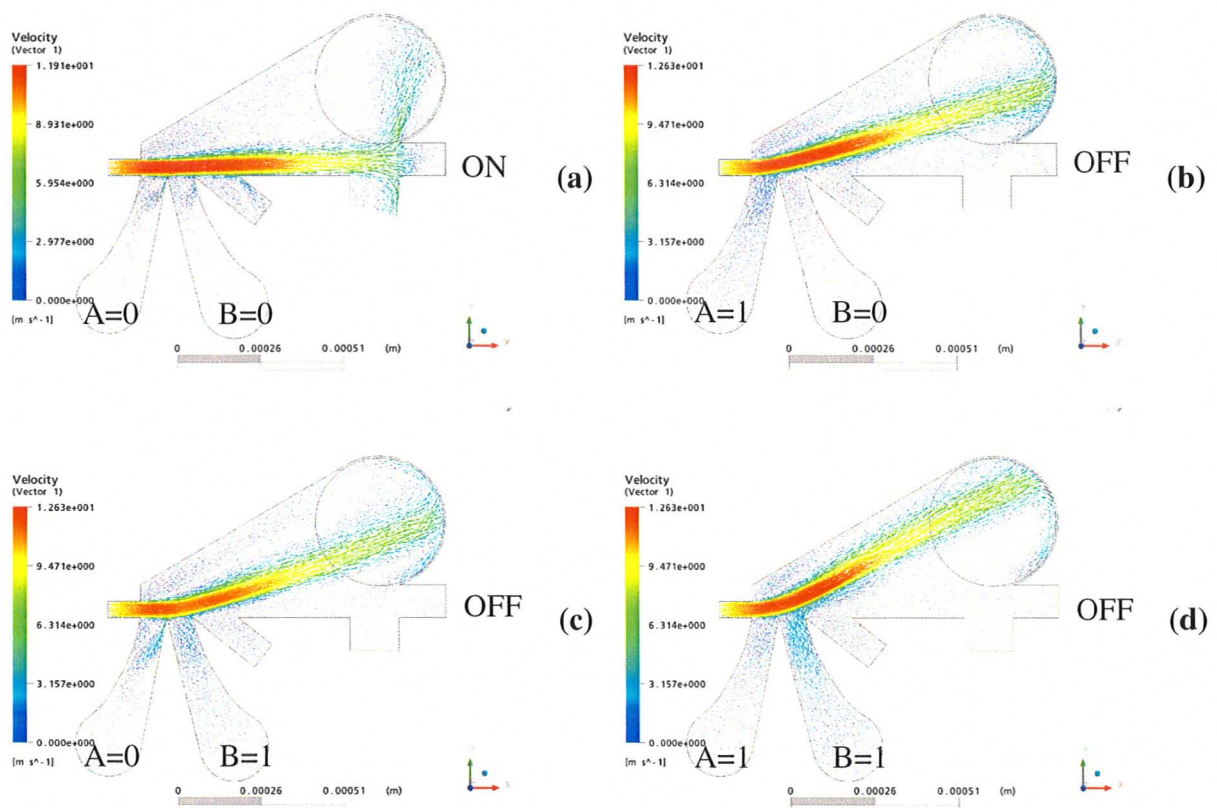 Velocity
(Vector 1)
1.191e+001
8.931e+000
5.954e+000
2.977e+000
0.000e+000
[m s^-1]
A=0
B=0
ON
(a)
0 0.00026 0.00051 (m)
Velocity
(Vector 1)
1.263e+001
9.471e+000
6.314e+000
3.157e+000
0.000e+000
[m s^-1]
A=1
B=0
OFF
(b)
0 0.00026 0.00051 (m)
Velocity
(Vector 1)
1.263e+001
9.471e+000
6.314e+000
3.157e+000
0.000e+000
[m s^-1]
A=0
B=1
OFF
(c)
0 0.00026 0.00051 (m)
Velocity
(Vector 1)
1.263e+001
9.471e+000
6.314e+000
3.157e+000
0.000e+000
[m s^-1]
A=1
B=1
OFF
(d)
0 0.00026 0.00051 (m)